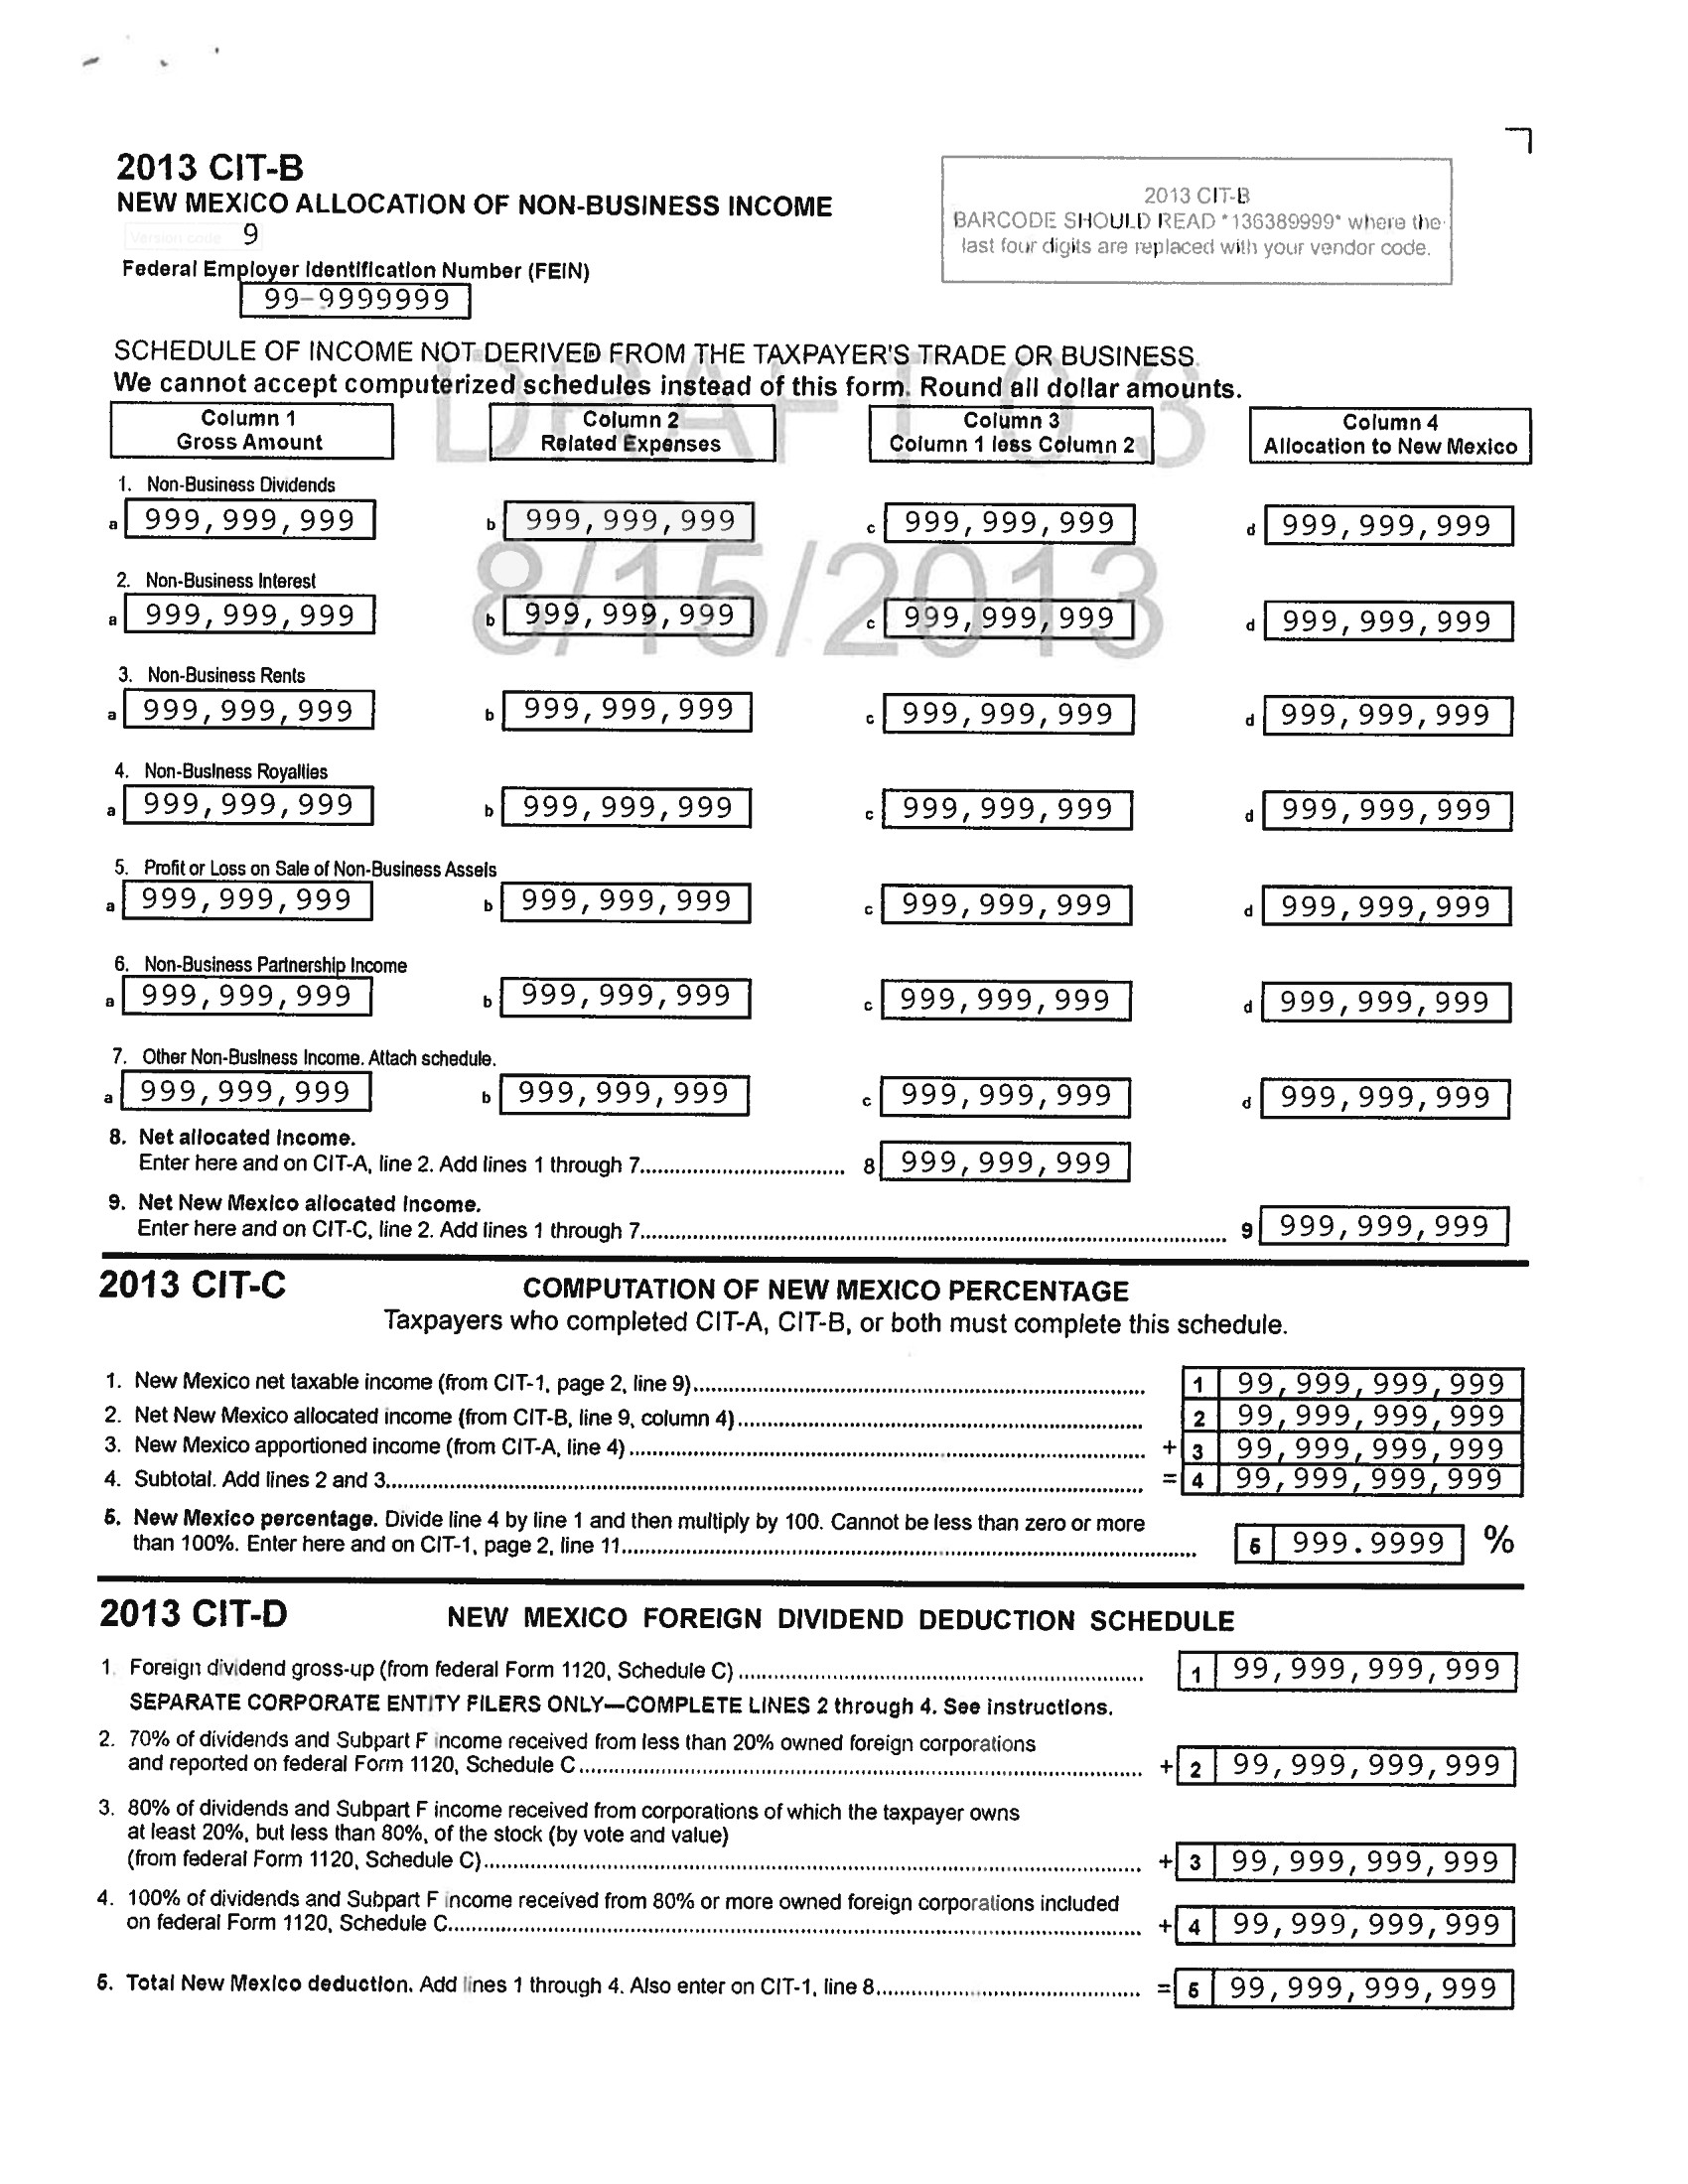 2013 CIT-B
NEW MEXICO ALLOCATION OF NON-BUSINESS INCOME
Version code 9
Federal Employer Identification Number (FEIN)
99-9999999
2013 CIT-B
BARCODE SHOULD READ *136389999* where the
last four digits are replaced with your vendor code.
SCHEDULE OF INCOME NOT DERIVED FROM THE TAXPAYER'S TRADE OR BUSINESS.
We cannot accept computerized schedules instead of this form. Round all dollar amounts.
DRAFT 0.3
8/15/2013
Column 1 Column 2 Column 3 Column 4
Gross Amount Related Expenses Column 1 less Column 2 Allocation to New Mexico
1. Non-Business Dividends
a 999,999,999 b 999,999,999 c 999,999,999 d 999,999,999
2. Non-Business Interest
a 999,999,999 b 999,999,999 c 999,999,999 d 999,999,999
3. Non-Business Rents
a 999,999,999 b 999,999,999 c 999,999,999 d 999,999,999
4. Non-Business Royalties
a 999,999,999 b 999,999,999 c 999,999,999 d 999,999,999
5. Profit or Loss on Sale of Non-Business Assets
a 999,999,999 b 999,999,999 c 999,999,999 d 999,999,999
6. Non-Business Partnership Income
a 999,999,999 b 999,999,999 c 999,999,999 d 999,999,999
7. Other Non-Business Income. Attach schedule.
a 999,999,999 b 999,999,999 c 999,999,999 d 999,999,999
8. Net allocated Income.
Enter here and on CIT-A, line 2. Add lines 1 through 7. 8 999,999,999
9. Net New Mexico allocated Income.
Enter here and on CIT-C, line 2. Add lines 1 through 7. 9 999,999,999
2013 CIT-C COMPUTATION OF NEW MEXICO PERCENTAGE
Taxpayers who completed CIT-A, CIT-B, or both must complete this schedule.
1. New Mexico net taxable income (from CIT-1, page 2, line 9) 1 99,999,999,999
2. Net New Mexico allocated income (from CIT-B, line 9, column 4) 2 99,999,999,999
3. New Mexico apportioned income (from CIT-A, line 4) + 3 99,999,999,999
4. Subtotal. Add lines 2 and 3. = 4 99,999,999,999
5. New Mexico percentage. Divide line 4 by line 1 and then multiply by 100. Cannot be less than zero or more
than 100%. Enter here and on CIT-1, page 2, line 11. 5 999.9999 %
2013 CIT-D NEW MEXICO FOREIGN DIVIDEND DEDUCTION SCHEDULE
1. Foreign dividend gross-up (from federal Form 1120, Schedule C) 1 99,999,999,999
SEPARATE CORPORATE ENTITY FILERS ONLY—COMPLETE LINES 2 through 4. See instructions.
2. 70% of dividends and Subpart F income received from less than 20% owned foreign corporations
and reported on federal Form 1120, Schedule C + 2 99,999,999,999
3. 80% of dividends and Subpart F income received from corporations of which the taxpayer owns
at least 20%, but less than 80%, of the stock (by vote and value)
(from federal Form 1120, Schedule C) + 3 99,999,999,999
4. 100% of dividends and Subpart F income received from 80% or more owned foreign corporations included
on federal Form 1120, Schedule C + 4 99,999,999,999
5. Total New Mexico deduction. Add lines 1 through 4. Also enter on CIT-1, line 8 = 5 99,999,999,999